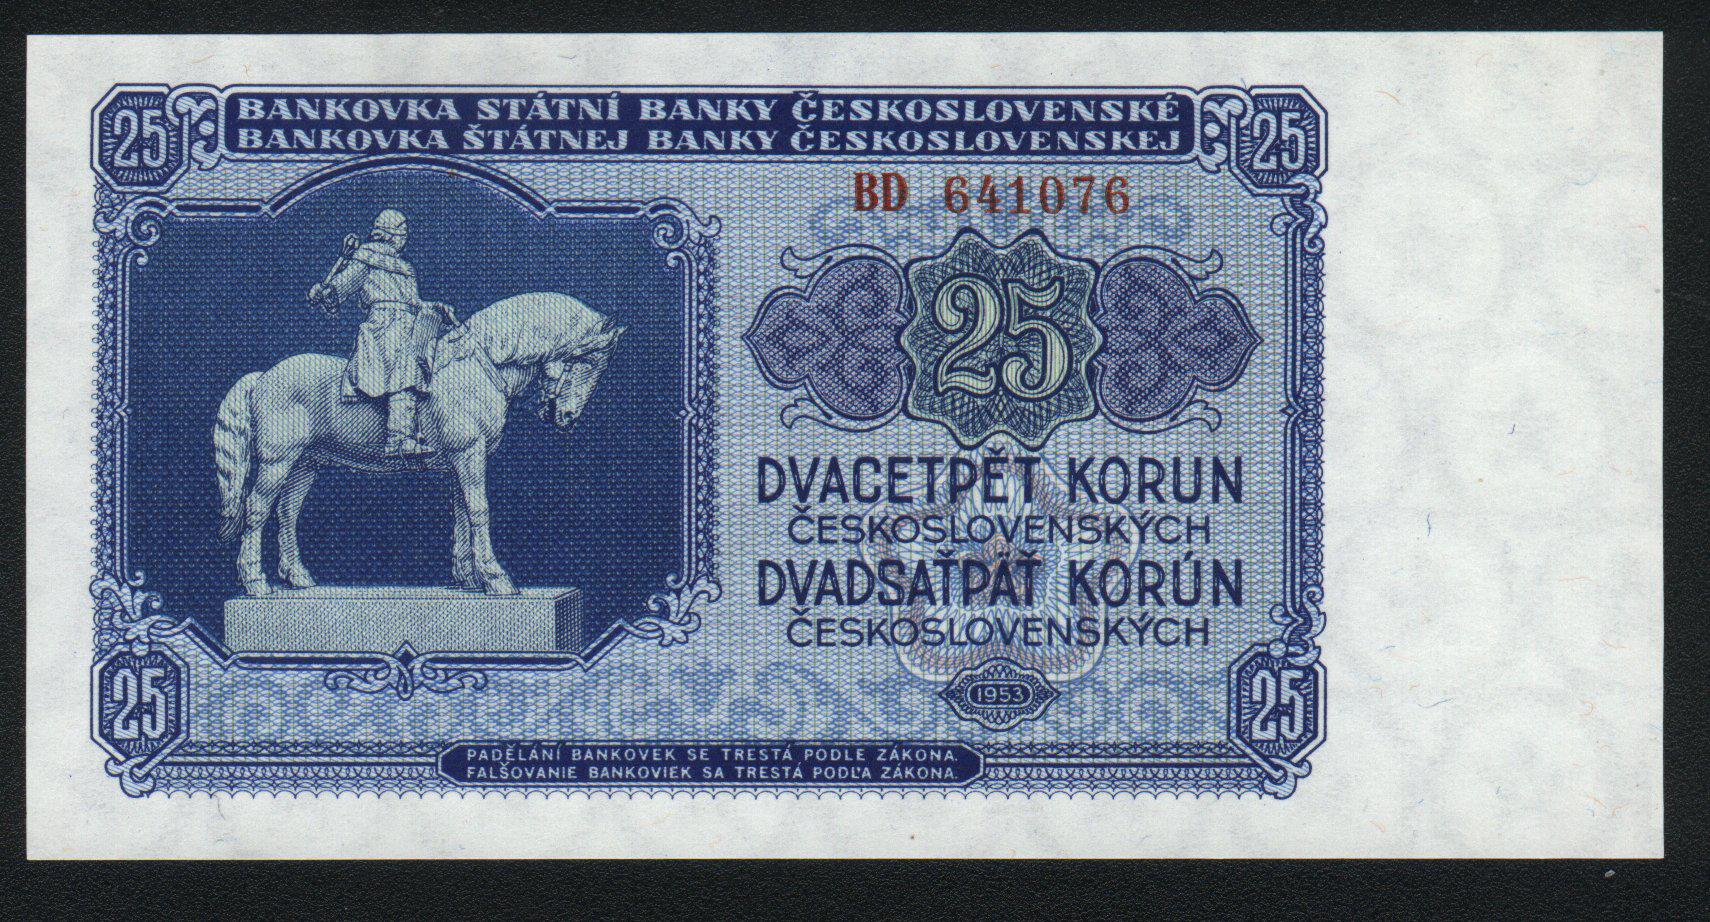 25 BANKOVKA STÁTNÍ BANKY ČESKOSLOVENSKÉ 25
BANKOVKA ŠTÁTNEJ BANKY ČESKOSLOVENSKEJ
BD 641076
25
DVACETPĚT KORUN
ČESKOSLOVENSKÝCH
DVADSAŤPÄŤ KORÚN
ČESKOSLOVENSKÝCH
25 1953 25
PADĚLÁNÍ BANKOVEK SE TRESTÁ PODLE ZÁKONA.
FALŠOVANIE BANKOVIEK SA TRESTÁ PODĽA ZÁKONA.